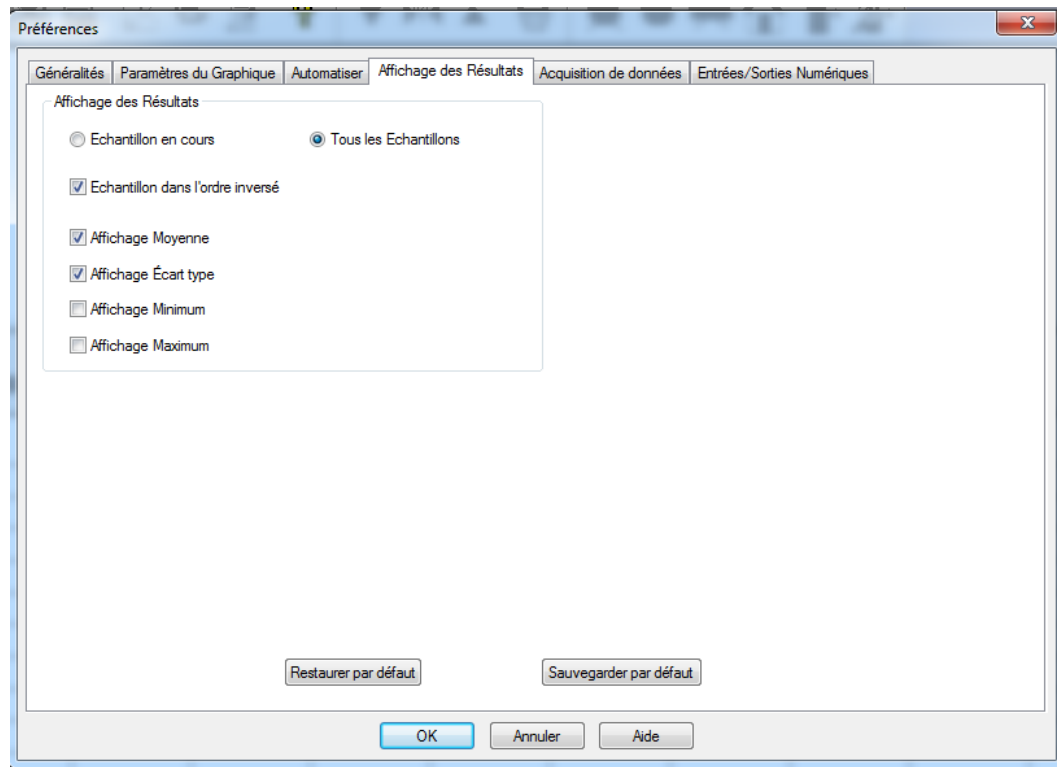 Préférences
Généralités Paramètres du Graphique Automatiser Affichage des Résultats Acquisition de données Entrées/Sorties Numériques
Affichage des Résultats
Echantillon en cours Tous les Echantillons
Echantillon dans l'ordre inversé
Affichage Moyenne
Affichage Écart type
Affichage Minimum
Affichage Maximum
Restaurer par défaut Sauvegarder par défaut
OK Annuler Aide